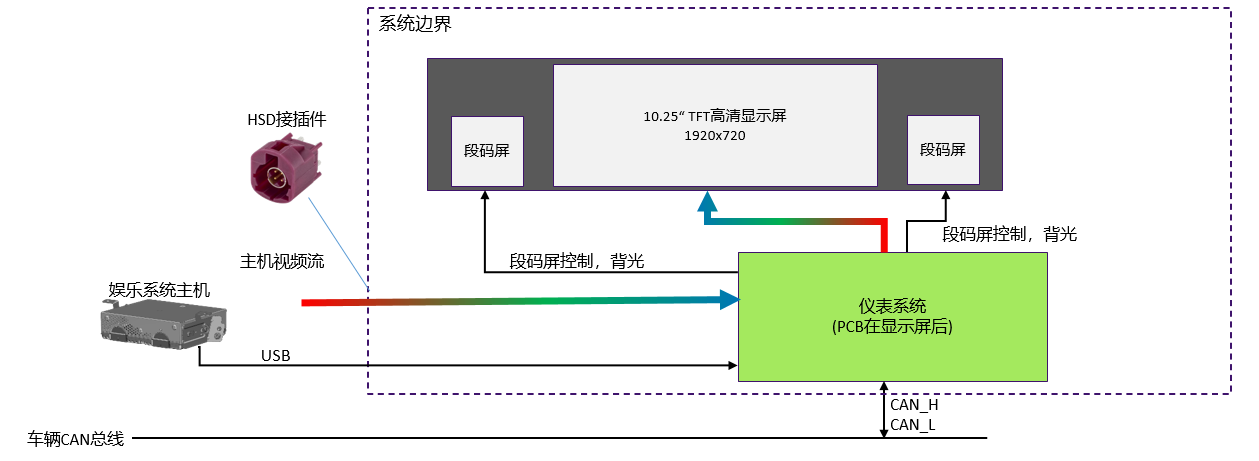 系统边界
HSD接插件
10.25“ TFT高清显示屏
1920x720
段码屏
段码屏
段码屏控制，背光
主机视频流
段码屏控制，背光
娱乐系统主机
仪表系统
(PCB在显示屏后)
USB
CAN_H
CAN_L
车辆CAN总线